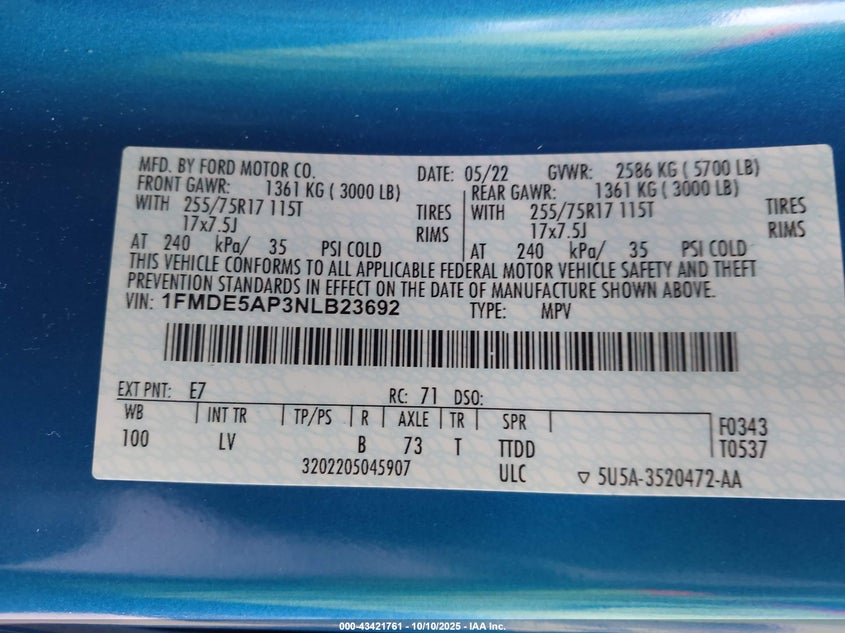 MFD. BY FORD MOTOR CO. DATE: 05/22 GVWR: 2586 KG ( 5700 LB)
FRONT GAWR: 1361 KG ( 3000 LB) REAR GAWR: 1361 KG ( 3000 LB)
WITH 255/75R17 115T TIRES WITH 255/75R17 115T TIRES
17x7.5J RIMS 17x7.5J RIMS
AT 240 kPa/ 35 PSI COLD AT 240 kPa/ 35 PSI COLD
THIS VEHICLE CONFORMS TO ALL APPLICABLE FEDERAL MOTOR VEHICLE SAFETY AND THEFT
PREVENTION STANDARDS IN EFFECT ON THE DATE OF MANUFACTURE SHOWN ABOVE.
VIN: 1FMDE5AP3NLB23692 TYPE: MPV
EXT PNT: E7 RC: 71 DSO:
WB INT TR TP/PS R AXLE TR SPR F0343
100 LV B 73 T TTDD T0537
3202205045907 ULC ▽ 5U5A-3520472-AA
000-43421761 - 10/10/2025 - IAA Inc.